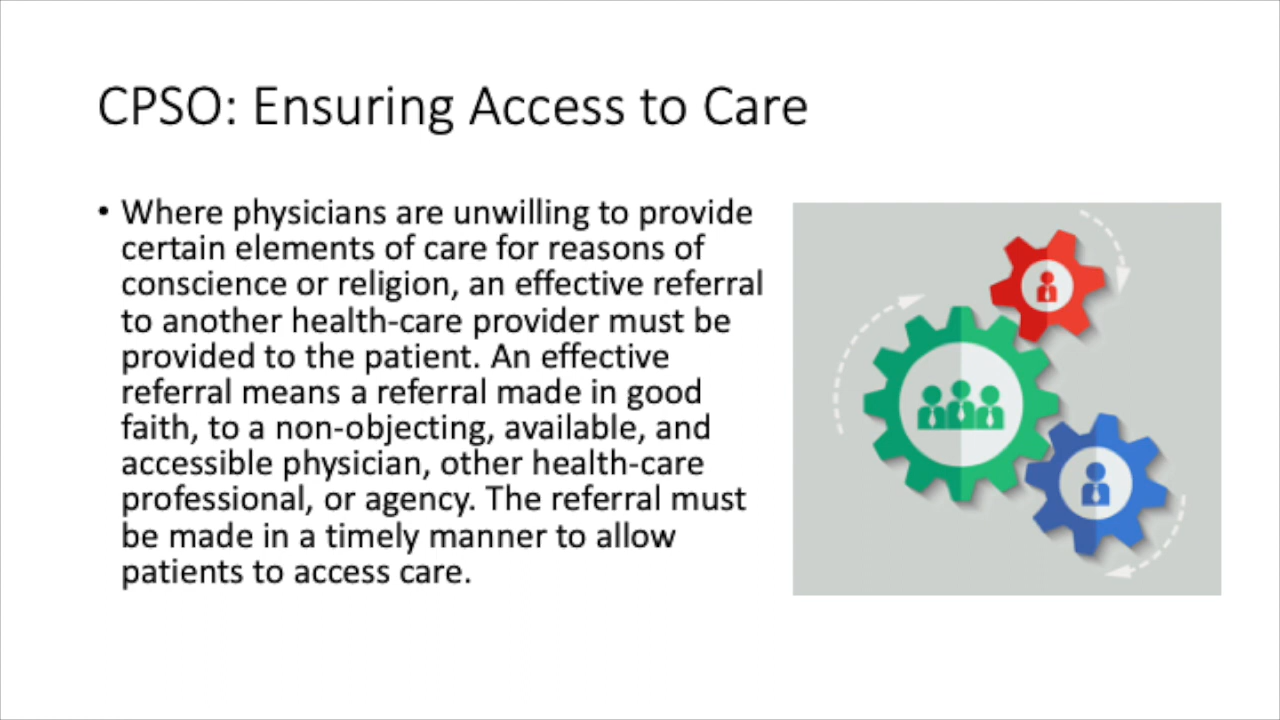 CPSO: Ensuring Access to Care
• Where physicians are unwilling to provide
certain elements of care for reasons of
conscience or religion, an effective referral
to another health-care provider must be
provided to the patient. An effective
referral means a referral made in good
faith, to a non-objecting, available, and
accessible physician, other health-care
professional, or agency. The referral must
be made in a timely manner to allow
patients to access care.